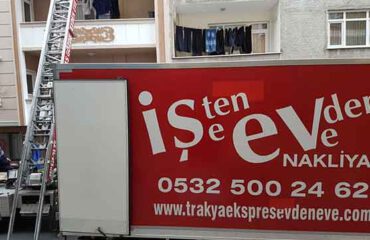 işten eve evden eve
NAKLİYA
0532 500 24 62
www.trakyaekspresevdeneve.com